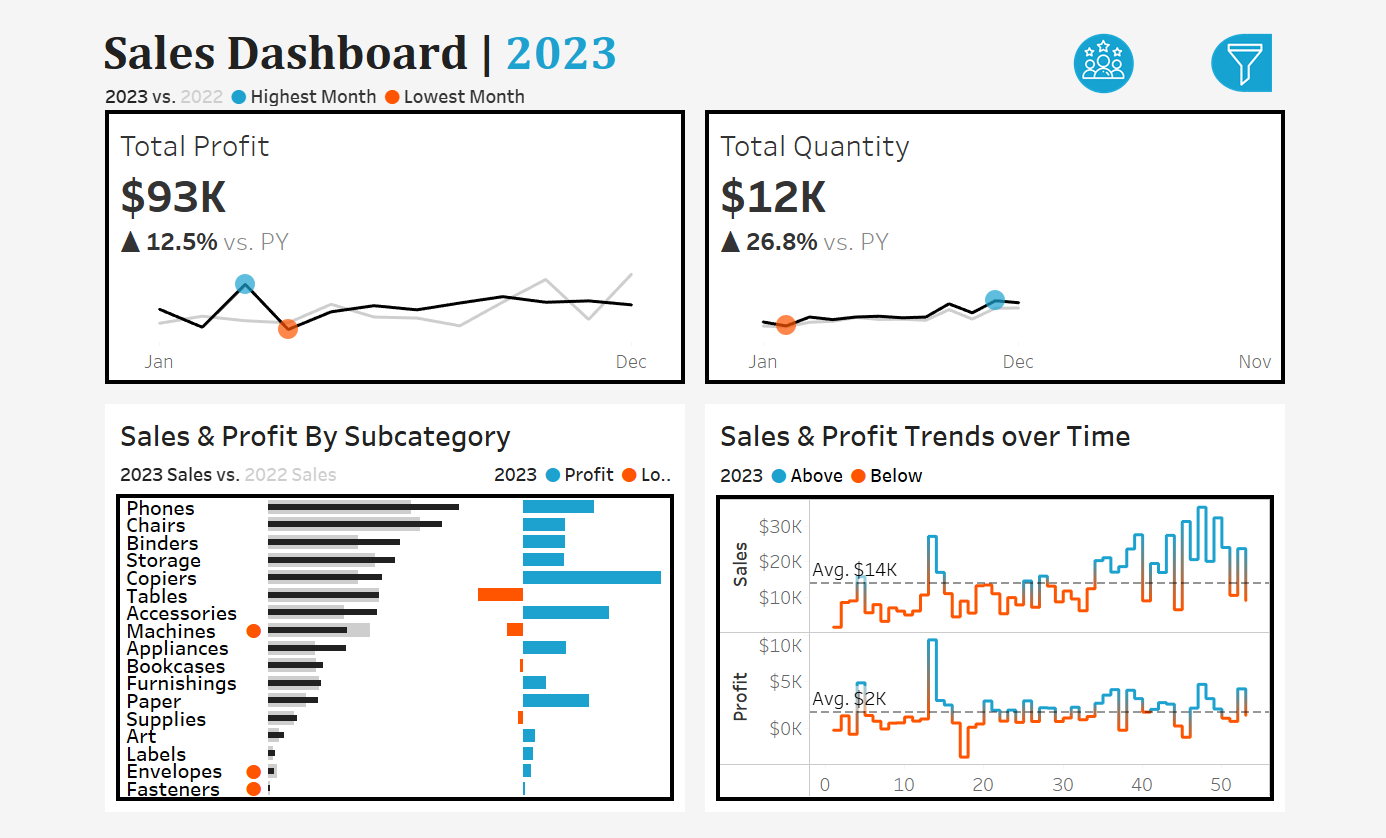 Sales Dashboard | 2023
2023 vs. 2022 Highest Month Lowest Month
Total Profit
$93K
▲ 12.5% vs. PY
Jan Dec
Total Quantity
$12K
▲ 26.8% vs. PY
Jan Dec Nov
Sales & Profit By Subcategory
2023 Sales vs. 2022 Sales 2023 Profit Lo..
Phones
Chairs
Binders
Storage
Copiers
Tables
Accessories
Machines
Appliances
Bookcases
Furnishings
Paper
Supplies
Art
Labels
Envelopes
Fasteners
Sales & Profit Trends over Time
2023 Above Below
Sales
$30K
$20K
Avg. $14K
$10K
Profit
$10K
$5K
Avg. $2K
$0K
0 10 20 30 40 50